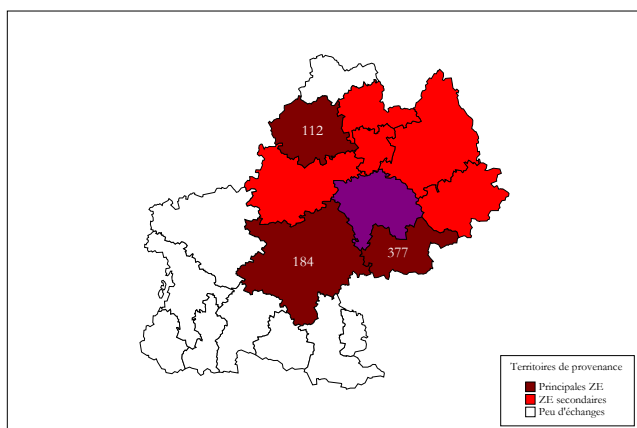 112
184
377
Territoires de provenance
Principales ZE
ZE secondaires
Peu d'échanges